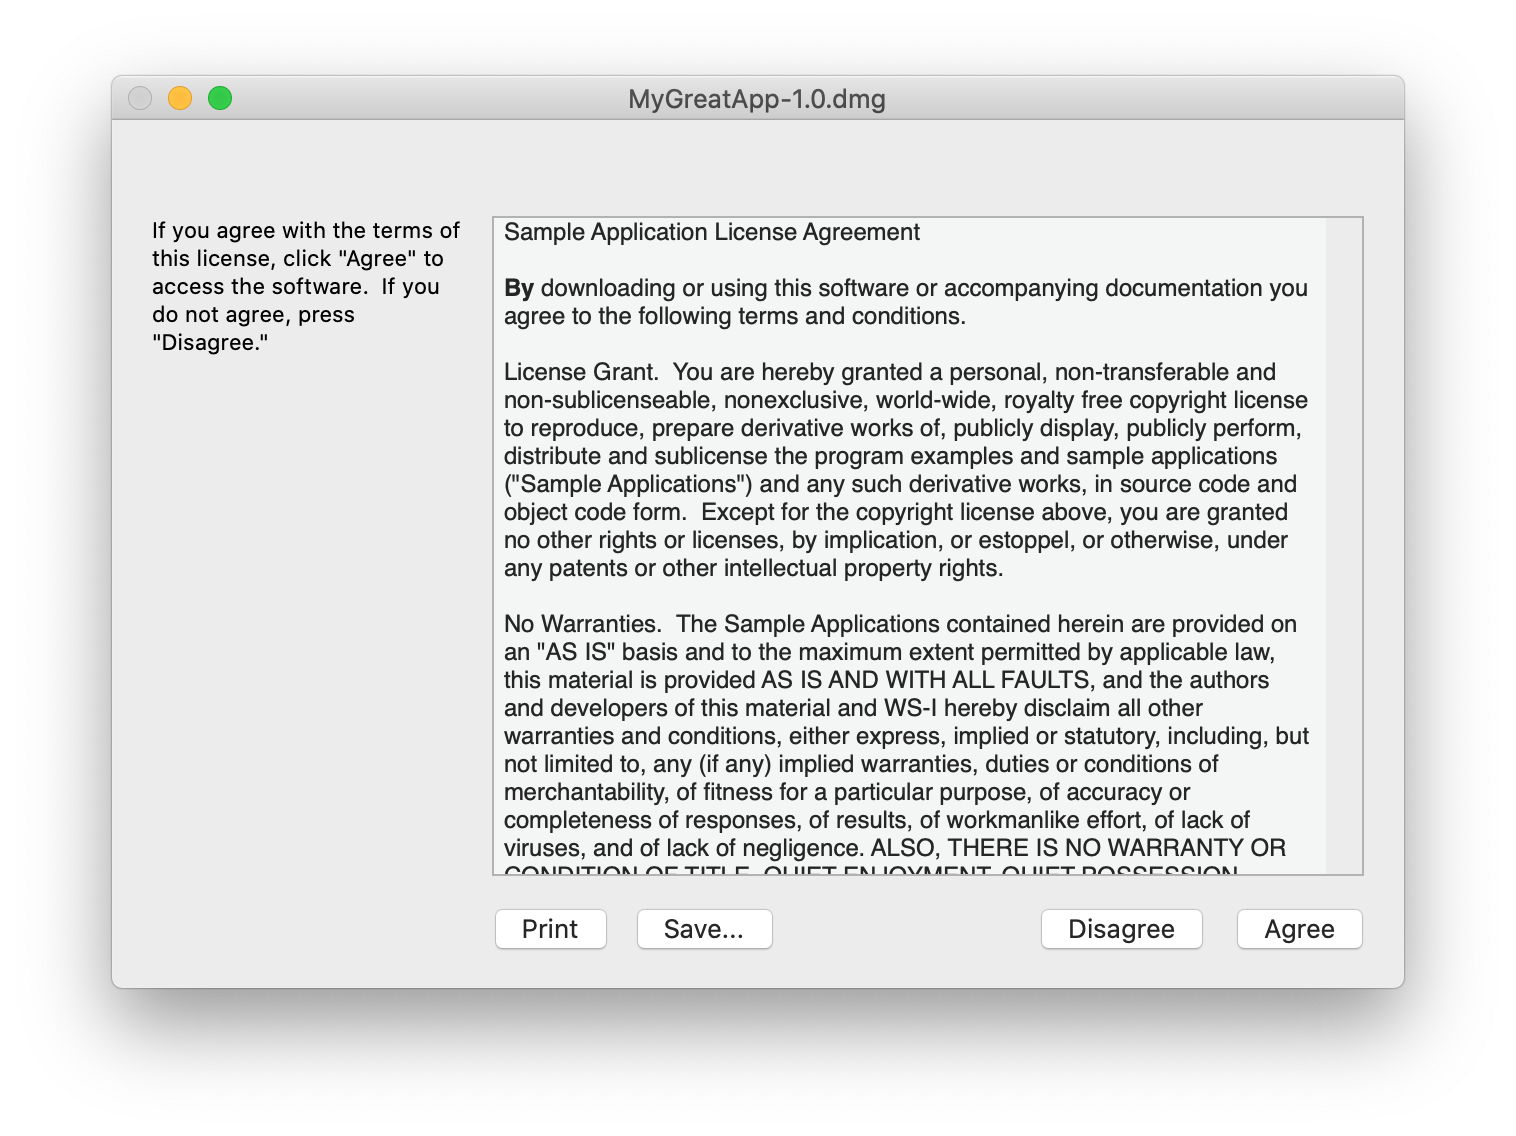 MyGreatApp-1.0.dmg
If you agree with the terms of
this license, click "Agree" to
access the software.  If you
do not agree, press
"Disagree."
Sample Application License Agreement
By downloading or using this software or accompanying documentation you
agree to the following terms and conditions.
License Grant.  You are hereby granted a personal, non-transferable and
non-sublicenseable, nonexclusive, world-wide, royalty free copyright license
to reproduce, prepare derivative works of, publicly display, publicly perform,
distribute and sublicense the program examples and sample applications
("Sample Applications") and any such derivative works, in source code and
object code form.  Except for the copyright license above, you are granted
no other rights or licenses, by implication, or estoppel, or otherwise, under
any patents or other intellectual property rights.
No Warranties.  The Sample Applications contained herein are provided on
an "AS IS" basis and to the maximum extent permitted by applicable law,
this material is provided AS IS AND WITH ALL FAULTS, and the authors
and developers of this material and WS-I hereby disclaim all other
warranties and conditions, either express, implied or statutory, including, but
not limited to, any (if any) implied warranties, duties or conditions of
merchantability, of fitness for a particular purpose, of accuracy or
completeness of responses, of results, of workmanlike effort, of lack of
viruses, and of lack of negligence. ALSO, THERE IS NO WARRANTY OR
CONDITION OF TITLE, QUIET ENJOYMENT, QUIET POSSESSION,
Print
Save...
Disagree
Agree